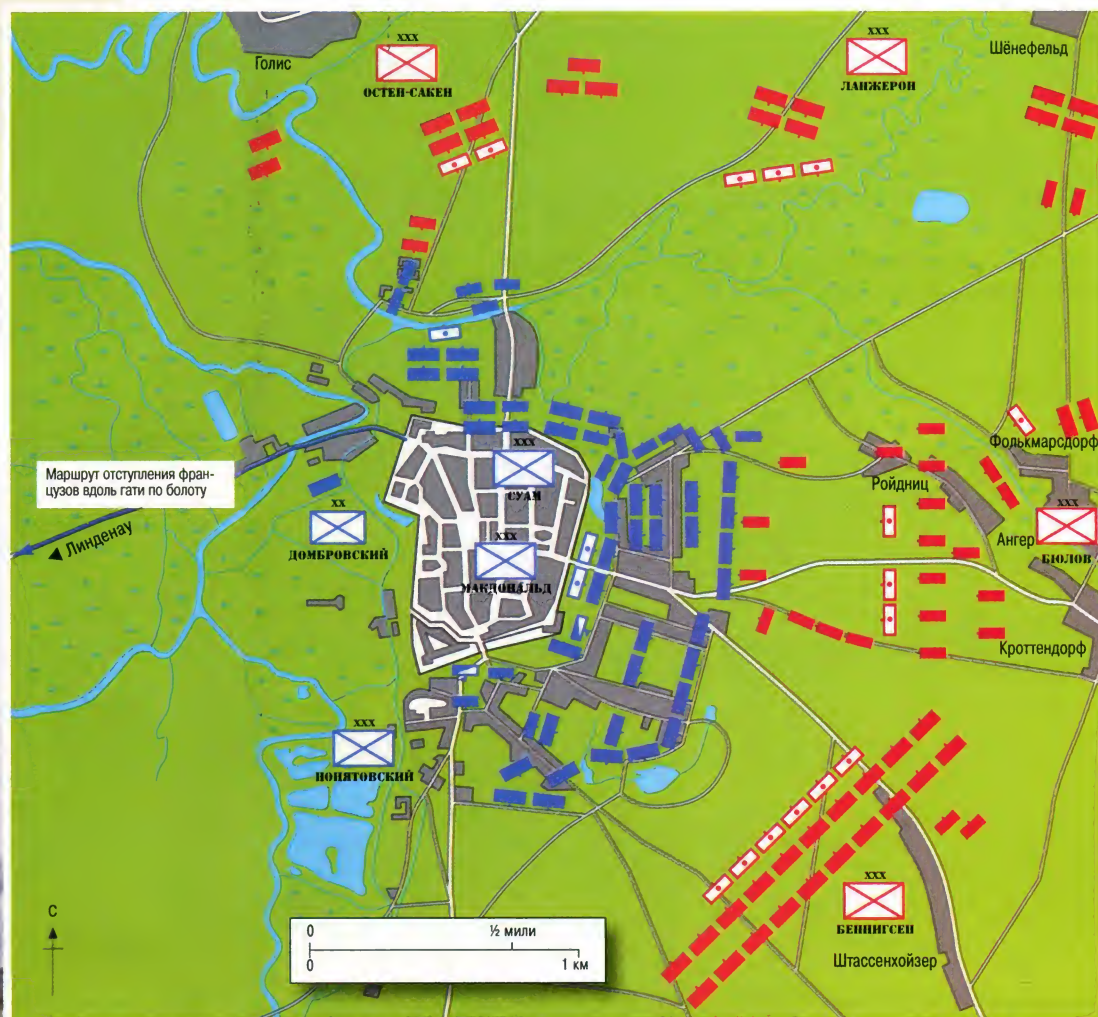 Голис
XXX
ОСТЕН-САКЕН
XXX
ЛАНЖЕРОН
Шёнефельд
Маршрут отступления фран-
цузов вдоль гати по болоту
Линденау
XX
ДОМБРОВСКИЙ
XXX
СУАМ
XXX
МАКДОНАЛЬД
Ройдниц
Фолькмарсдорф
XXX
Ангер
БЮЛОВ
Кроттендорф
XXX
ПОНЯТОВСКИЙ
XXX
БЕННИГСЕН
Штассенхойзер
С
0 ½ мили
0 1 км